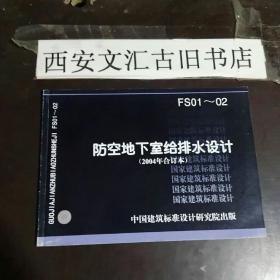 西安文汇古旧书店
FS01～02
GUOJIAJIANZHUBIAOZHUNSHEJI FS01～02
防空地下室给排水设计
(2004年合订本)
国家建筑标准设计
国家建筑标准设计
国家建筑标准设计
国家建筑标准设计
中国建筑标准设计研究院出版